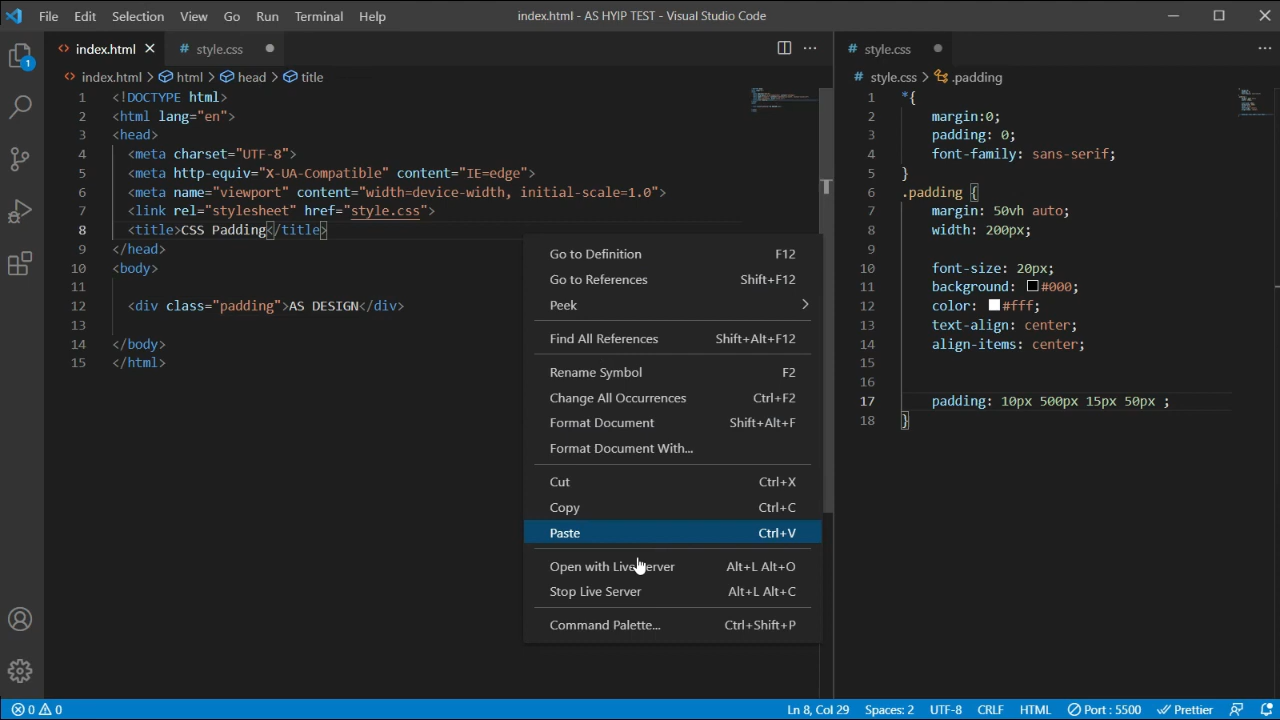 File Edit Selection View Go Run Terminal Help index.html - AS HYIP TEST - Visual Studio Code
index.html style.css
index.html > html > head > title
1 <!DOCTYPE html>
2 <html lang="en">
3 <head>
4 <meta charset="UTF-8">
5 <meta http-equiv="X-UA-Compatible" content="IE=edge">
6 <meta name="viewport" content="width=device-width, initial-scale=1.0">
7 <link rel="stylesheet" href="style.css">
8 <title>CSS Padding</title>
9 </head>
10 <body>
11
12 <div class="padding">AS DESIGN</div>
13
14 </body>
15 </html>
Go to Definition F12
Go to References Shift+F12
Peek >
Find All References Shift+Alt+F12
Rename Symbol F2
Change All Occurrences Ctrl+F2
Format Document Shift+Alt+F
Format Document With...
Cut Ctrl+X
Copy Ctrl+C
Paste Ctrl+V
Open with Live Server Alt+L Alt+O
Stop Live Server Alt+L Alt+C
Command Palette... Ctrl+Shift+P
# style.css
# style.css > .padding
1 *{
2 margin:0;
3 padding: 0;
4 font-family: sans-serif;
5 }
6 .padding {
7 margin: 50vh auto;
8 width: 200px;
9
10 font-size: 20px;
11 background: #000;
12 color: #fff;
13 text-align: center;
14 align-items: center;
15
16
17 padding: 10px 500px 15px 50px ;
18 }
1
0 0 Ln 8, Col 29 Spaces: 2 UTF-8 CRLF HTML Port : 5500 Prettier